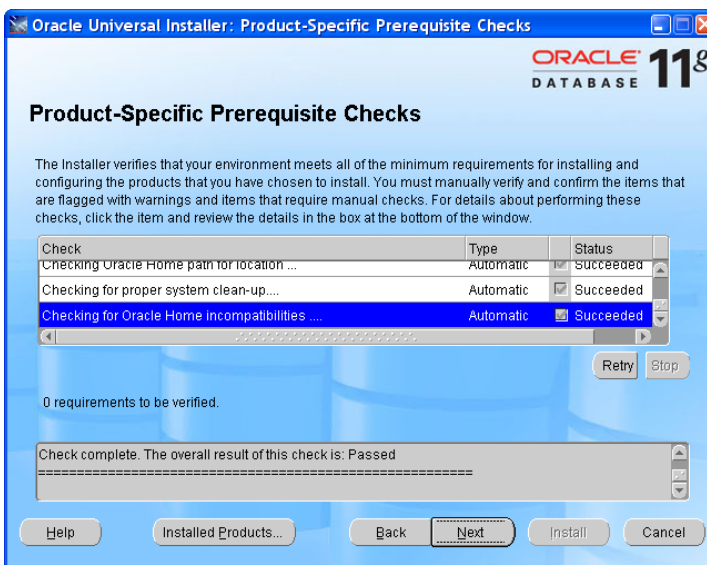 Oracle Universal Installer: Product-Specific Prerequisite Checks
ORACLE
DATABASE 11g
Product-Specific Prerequisite Checks
The Installer verifies that your environment meets all of the minimum requirements for installing and
configuring the products that you have chosen to install. You must manually verify and confirm the items that
are flagged with warnings and items that require manual checks. For details about performing these
checks, click the item and review the details in the box at the bottom of the window.
Check Type Status
Checking Oracle Home path for location ... Automatic Succeeded
Checking for proper system clean-up.... Automatic Succeeded
Checking for Oracle Home incompatibilities .... Automatic Succeeded
Retry Stop
0 requirements to be verified.
Check complete. The overall result of this check is: Passed
========================================================
Help Installed Products... Back Next Install Cancel